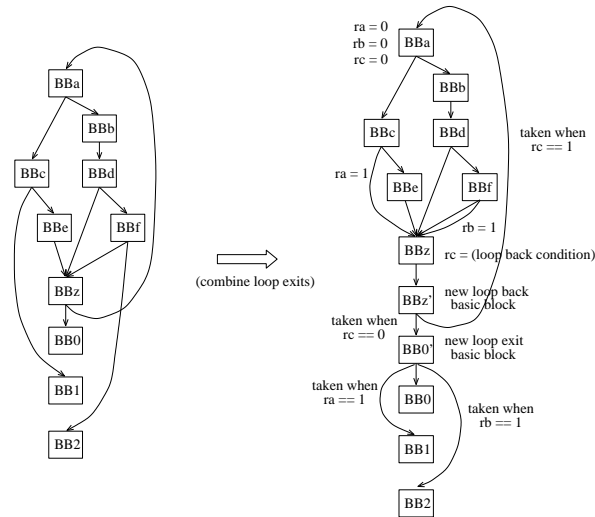 BBa
BBb
BBc
BBd
BBe
BBf
BBz
BB0
BB1
BB2
(combine loop exits)
ra = 0
rb = 0
rc = 0
BBa
BBb
BBc
BBd
taken when
rc == 1
ra = 1
BBe
BBf
rb = 1
BBz
rc = (loop back condition)
BBz'
new loop back
basic block
taken when
rc == 0
BB0'
new loop exit
basic block
taken when
ra == 1
BB0
taken when
rb == 1
BB1
BB2